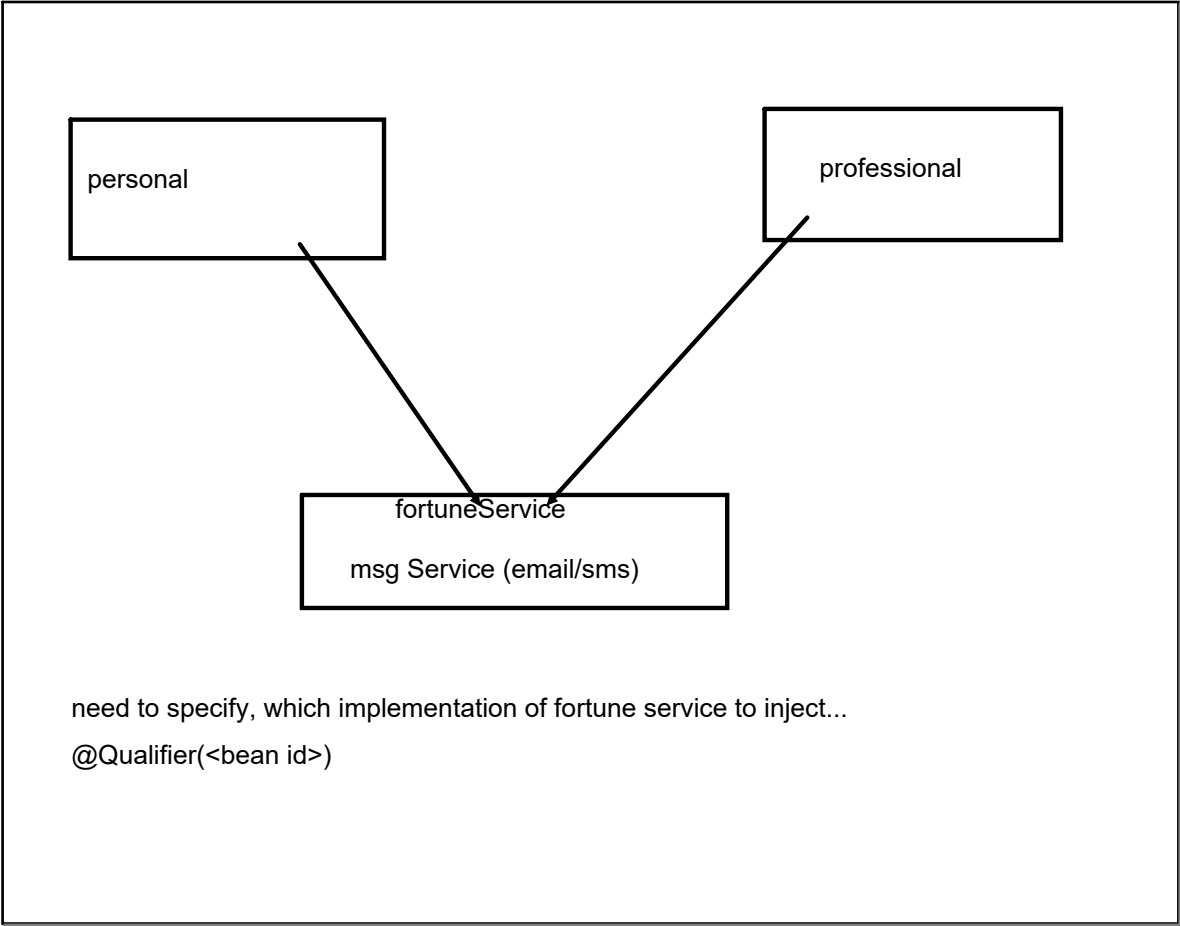 personal
professional
fortuneService
msg Service (email/sms)
need to specify, which implementation of fortune service to inject...
@Qualifier(<bean id>)